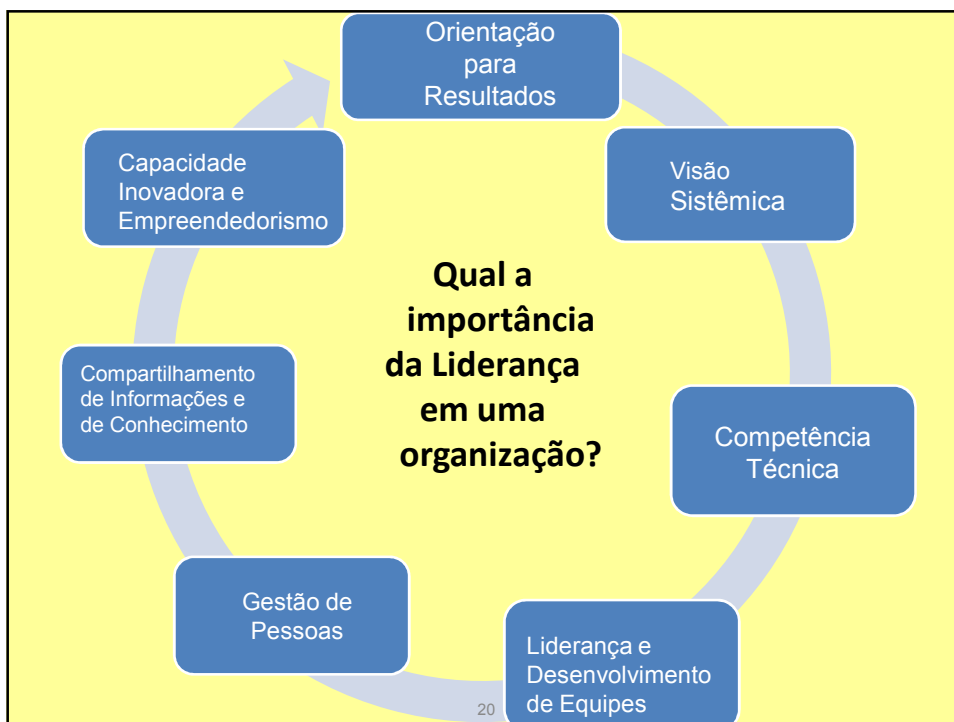 Orientação
para
Resultados
Visão
Sistêmica
Competência
Técnica
Liderança e
Desenvolvimento
de Equipes
Gestão de
Pessoas
Compartilhamento
de Informações e
de Conhecimento
Capacidade
Inovadora e
Empreendedorismo
Qual a
importância
da Liderança
em uma
organização?
20